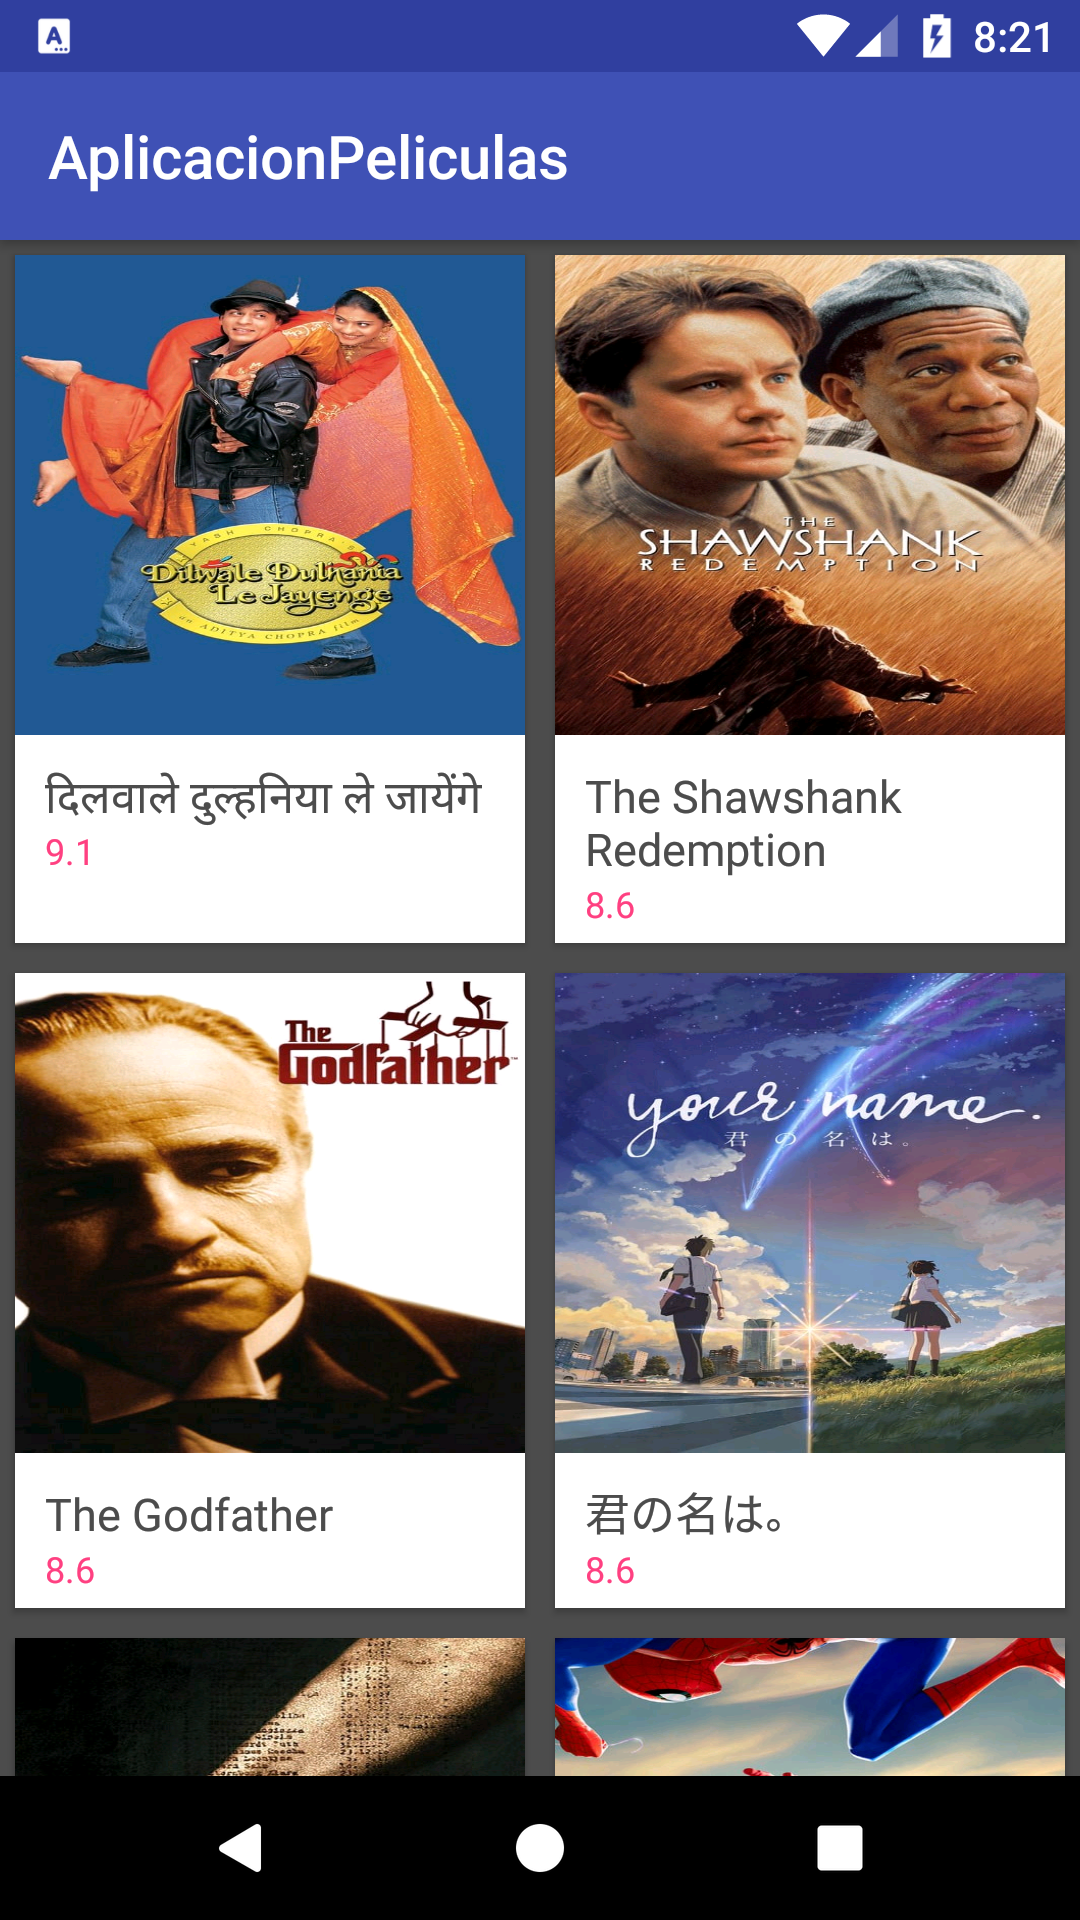 8:21
AplicacionPeliculas
YASH CHOPRA'S
Dilwale Dulhania
Le Jayenge
an ADITYA CHOPRA film
THE
SHAWSHANK
REDEMPTION
दिलवाले दुल्हनिया ले जायेंगे
9.1
The Shawshank
Redemption
8.6
The
Godfather
your name.
君の名は。
The Godfather
8.6
君の名は。
8.6